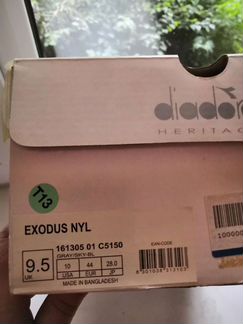 diadora
HERITAGE
T13
EXODUS NYL
161305 01 C5150
GRAY/SKY-BL
EAN-CODE
9.5 10 44 28.0
UK USA EUR JP
MADE IN BANGLADESH